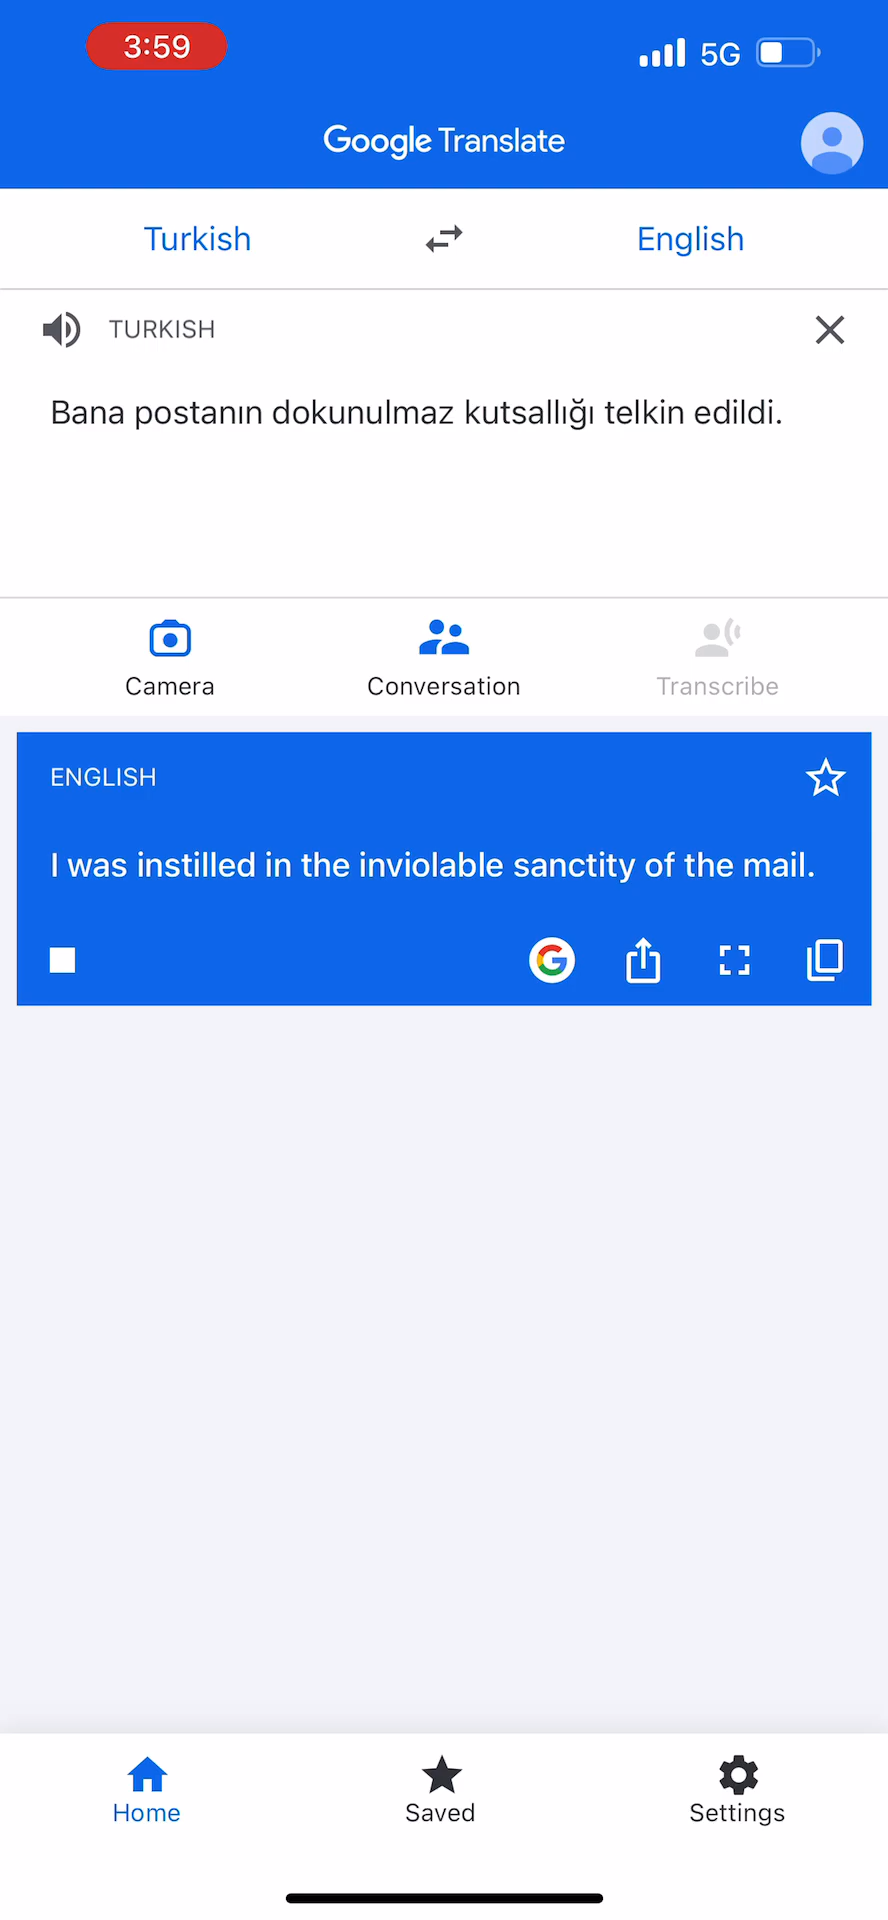 3:59
5G
Google Translate
Turkish
English
TURKISH
Bana postanın dokunulmaz kutsallığı telkin edildi.
Camera
Conversation
Transcribe
ENGLISH
I was instilled in the inviolable sanctity of the mail.
G
Home
Saved
Settings